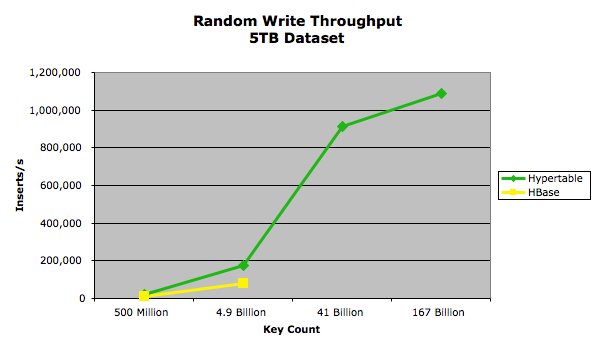 Random Write Throughput
5TB Dataset
1,200,000
1,000,000
800,000
600,000
400,000
200,000
0
Inserts/s
500 Million
4.9 Billion
41 Billion
167 Billion
Key Count
Hypertable
HBase